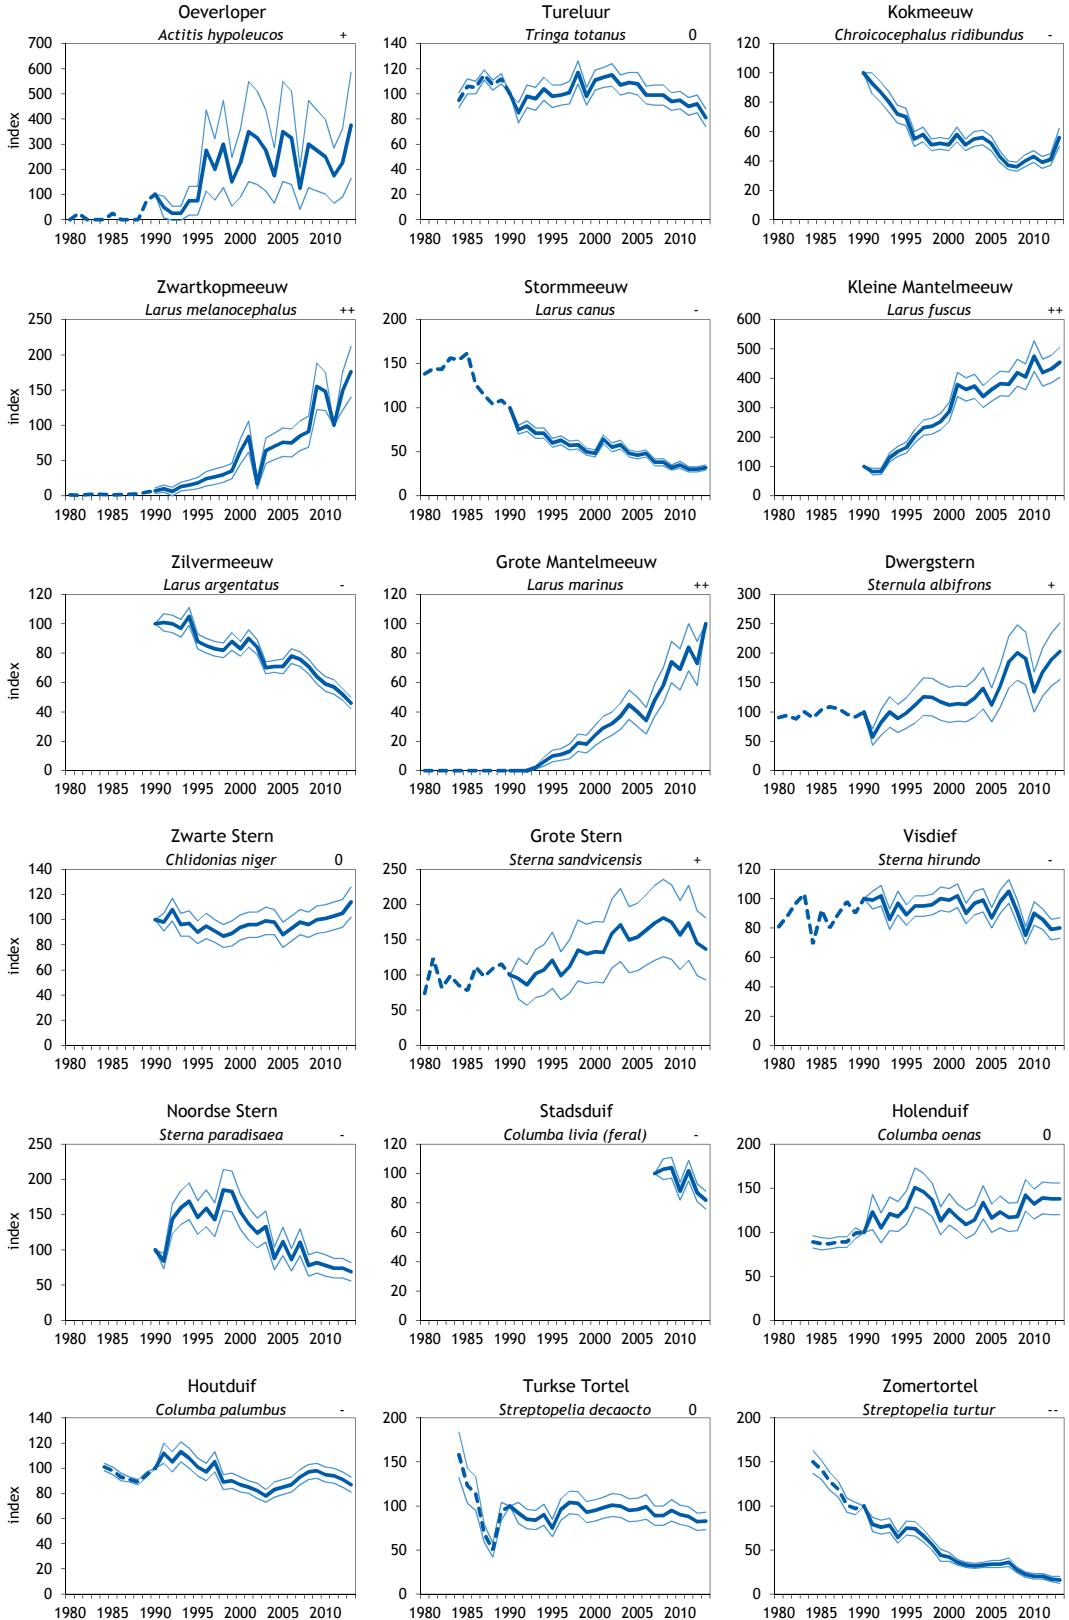 Oeverloper
Actitis hypoleucos +
700
600
500
400
300
200
100
0
index
1980 1985 1990 1995 2000 2005 2010
Tureluur
Tringa totanus 0
140
120
100
80
60
40
20
0
1980 1985 1990 1995 2000 2005 2010
Kokmeeuw
Chroicocephalus ridibundus -
120
100
80
60
40
20
0
1980 1985 1990 1995 2000 2005 2010
Zwartkopmeeuw
Larus melanocephalus ++
250
200
150
100
50
0
index
1980 1985 1990 1995 2000 2005 2010
Stormmeeuw
Larus canus -
200
150
100
50
0
1980 1985 1990 1995 2000 2005 2010
Kleine Mantelmeeuw
Larus fuscus ++
600
500
400
300
200
100
0
1980 1985 1990 1995 2000 2005 2010
Zilvermeeuw
Larus argentatus -
120
100
80
60
40
20
0
index
1980 1985 1990 1995 2000 2005 2010
Grote Mantelmeeuw
Larus marinus ++
120
100
80
60
40
20
0
1980 1985 1990 1995 2000 2005 2010
Dwergstern
Sternula albifrons +
300
250
200
150
100
50
0
1980 1985 1990 1995 2000 2005 2010
Zwarte Stern
Chlidonias niger 0
140
120
100
80
60
40
20
0
index
1980 1985 1990 1995 2000 2005 2010
Grote Stern
Sterna sandvicensis +
250
200
150
100
50
0
1980 1985 1990 1995 2000 2005 2010
Visdief
Sterna hirundo -
120
100
80
60
40
20
0
1980 1985 1990 1995 2000 2005 2010
Noordse Stern
Sterna paradisaea -
250
200
150
100
50
0
index
1980 1985 1990 1995 2000 2005 2010
Stadsduif
Columba livia (feral) -
120
100
80
60
40
20
0
1980 1985 1990 1995 2000 2005 2010
Holenduif
Columba oenas 0
200
150
100
50
0
1980 1985 1990 1995 2000 2005 2010
Houtduif
Columba palumbus -
140
120
100
80
60
40
20
0
index
1980 1985 1990 1995 2000 2005 2010
Turkse Tortel
Streptopelia decaocto 0
200
150
100
50
0
1980 1985 1990 1995 2000 2005 2010
Zomertortel
Streptopelia turtur --
200
150
100
50
0
1980 1985 1990 1995 2000 2005 2010